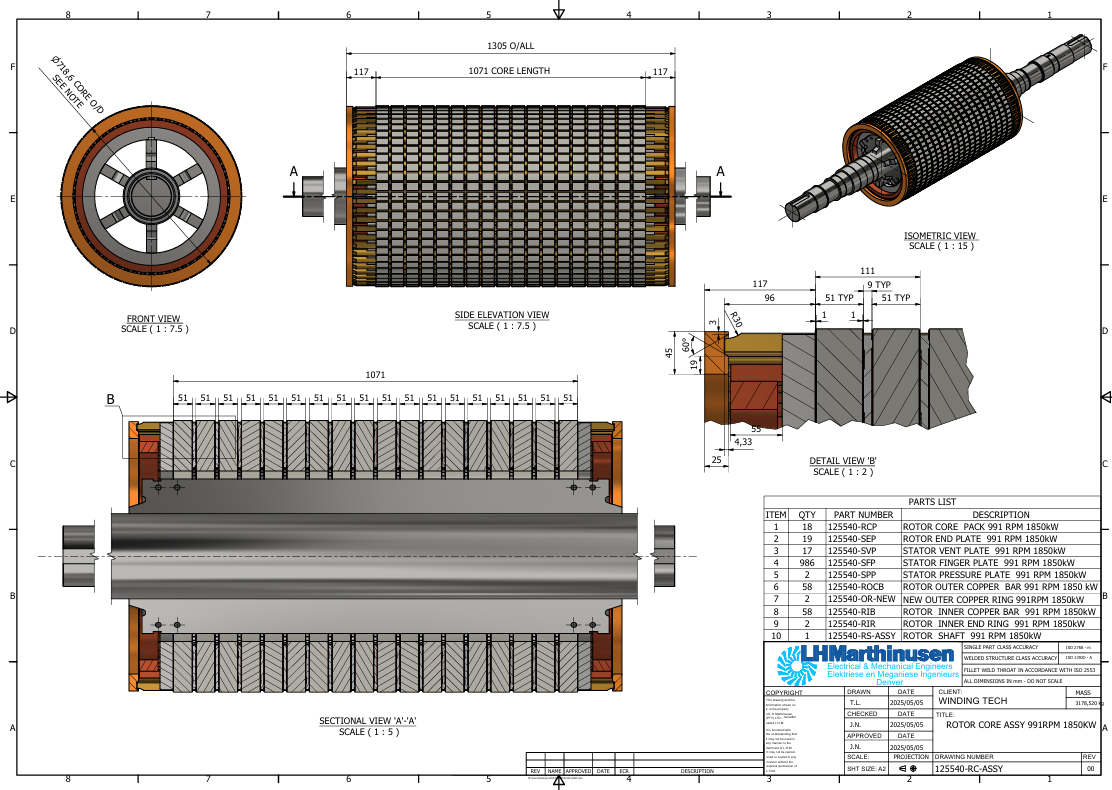 8 7 6 5 4 3 2 1
F
E
D
C
B
A
Ø718,6 CORE O/D
SEE NOTE
FRONT VIEW
SCALE ( 1 : 7.5 )
1305 O/ALL
117 1071 CORE LENGTH 117
A A
SIDE ELEVATION VIEW
SCALE ( 1 : 7.5 )
ISOMETRIC VIEW
SCALE ( 1 : 15 )
111
117 9 TYP
96 51 TYP 51 TYP
3 R30 1 1
45 60° 19
55
4,33
25
DETAIL VIEW 'B'
SCALE ( 1 : 2 )
1071
B
51 51 51 51 51 51 51 51 51 51 51 51 51 51 51 51 51 51
SECTIONAL VIEW 'A'-'A'
SCALE ( 1 : 5 )
PARTS LIST
ITEM QTY PART NUMBER DESCRIPTION
1 18 125540-RCP ROTOR CORE PACK 991 RPM 1850kW
2 19 125540-SEP ROTOR END PLATE 991 RPM 1850kW
3 17 125540-SVP STATOR VENT PLATE 991 RPM 1850kW
4 986 125540-SFP STATOR FINGER PLATE 991 RPM 1850kW
5 2 125540-SPP STATOR PRESSURE PLATE 991 RPM 1850kW
6 58 125540-ROCB ROTOR OUTER COPPER BAR 991 RPM 1850 kW
7 2 125540-OR-NEW NEW OUTER COPPER RING 991RPM 1850 kW
8 58 125540-RIB ROTOR INNER COPPER BAR 991 RPM 1850kW
9 2 125540-RIR ROTOR INNER END RING 991 RPM 1850kW
10 1 125540-RS-ASSY ROTOR SHAFT 991 RPM 1850kW
LHMarthinusen
Electrical & Mechanical Engineers
Elektriese en Meganiese Ingenieurs
Denver
SINGLE PART CLASS ACCURACY ISO 2768 - m
WELDED STRUCTURE CLASS ACCURACY ISO 13920 - A
FILLET WELD THROAT IN ACCORDANCE WITH ISO 2553
ALL DIMENSIONS IN mm - DO NOT SCALE
COPYRIGHT
DRAWN DATE
T.L. 2025/05/05
CHECKED DATE
J.N. 2025/05/05
APPROVED DATE
J.N. 2025/05/05
SCALE: PROJECTION
SHT SIZE: A2
CLIENT: MASS
WINDING TECH 3178,520 kg
TITLE:
ROTOR CORE ASSY 991RPM 1850KW
DRAWING NUMBER REV
125540-RC-ASSY 00
REV NAME APPROVED DATE ECR DESCRIPTION
8 7 6 5 4 3 2 1